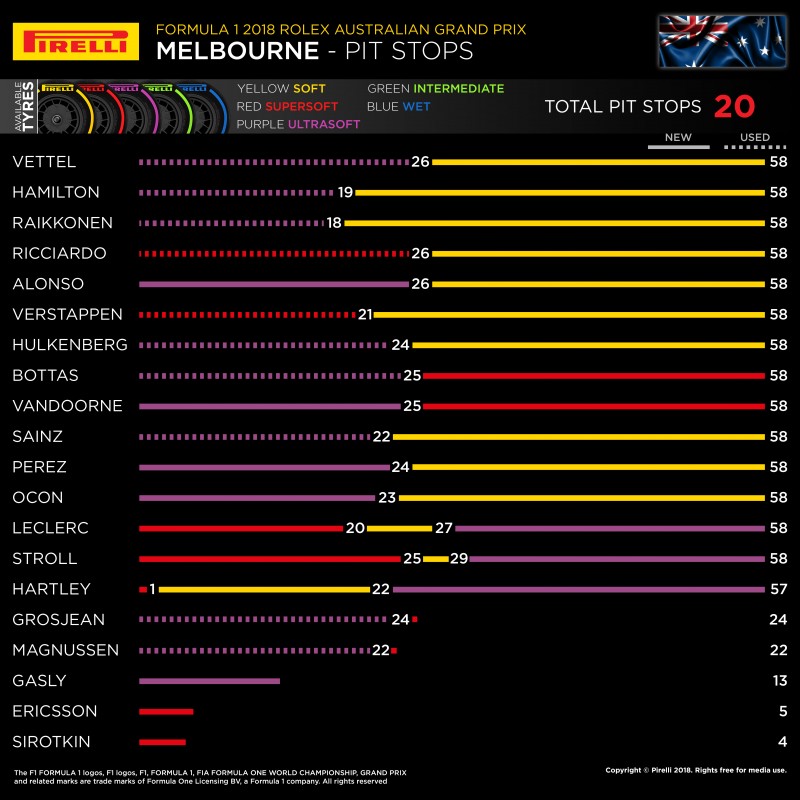 PIRELLI
FORMULA 1 2018 ROLEX AUSTRALIAN GRAND PRIX
MELBOURNE - PIT STOPS
AVAILABLE
TYRES
YELLOW SOFT
GREEN INTERMEDIATE
RED SUPERSOFT
BLUE WET
PURPLE ULTRASOFT
TOTAL PIT STOPS 20
NEW USED
VETTEL 26 58
HAMILTON 19 58
RAIKKONEN 18 58
RICCIARDO 26 58
ALONSO 26 58
VERSTAPPEN 21 58
HULKENBERG 24 58
BOTTAS 25 58
VANDOORNE 25 58
SAINZ 22 58
PEREZ 24 58
OCON 23 58
LECLERC 20 27 58
STROLL 25 29 58
HARTLEY 1 22 57
GROSJEAN 24 24
MAGNUSSEN 22 22
GASLY 13
ERICSSON 5
SIROTKIN 4
The F1 FORMULA 1 logos, F1 logos, F1, FORMULA 1, FIA FORMULA ONE WORLD CHAMPIONSHIP, GRAND PRIX
and related marks are trade marks of Formula One Licensing BV, a Formula 1 company. All rights reserved
Copyright © Pirelli 2018. Rights free for media use.